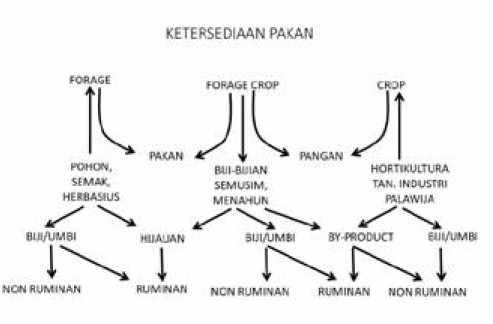 KETERSEDIAAN PAKAN
FORAGE
FORAGE CROP
CROP
PAKAN
PANGAN
POHON,
SEMAK,
HERBASIUS
BIJI-BIJIAN
SEMUSIM,
MENAHUN
HORTIKULTURA
TAN. INDUSTRI
PALAWIJA
BIJI/UMBI
HIJAUAN
BIJI/UMBI
BY-PRODUCT
BIJI/UMBI
NON RUMINAN
RUMINAN
NON RUMINAN
RUMINAN
NON RUMINAN